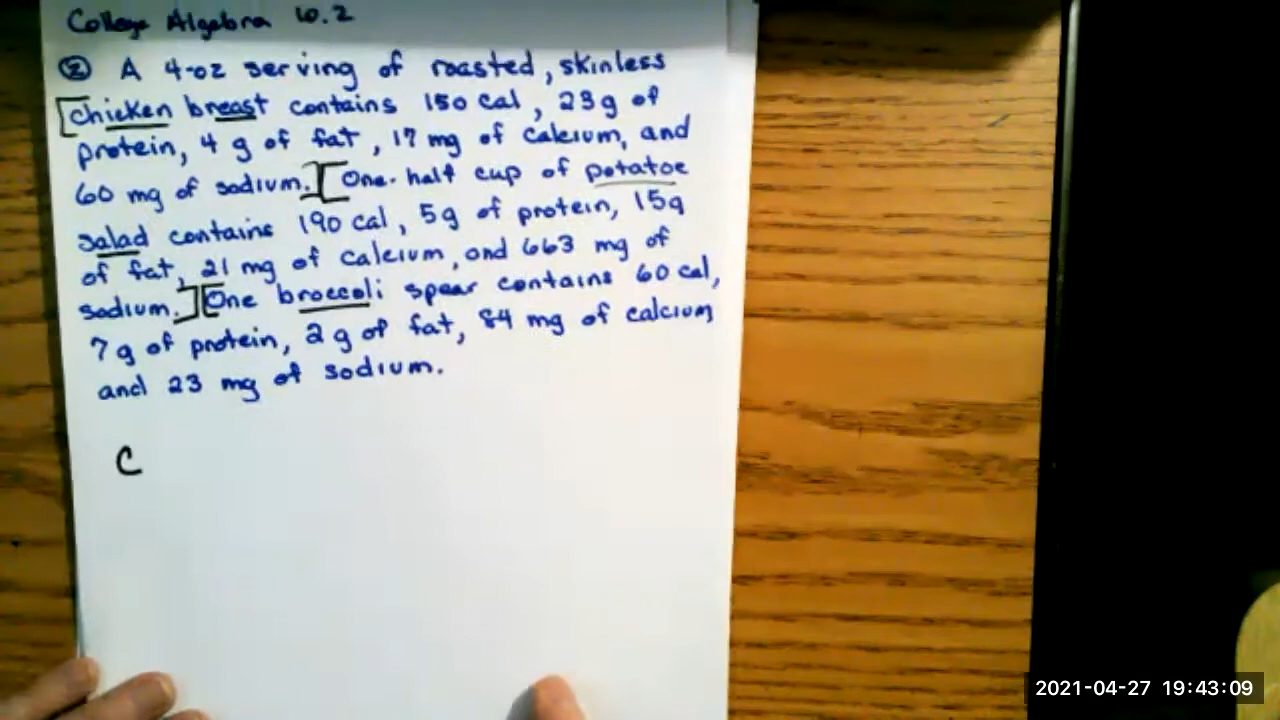 College Algebra 10.2
② A 4-oz serving of roasted, skinless
[chicken breast contains 150 cal, 23g of
protein, 4 g of fat, 17 mg of calcium, and
60 mg of sodium.] [One-half cup of potatoe
salad contains 190 cal, 5g of protein, 15g
of fat, 21 mg of calcium, and 663 mg of
sodium.] [One broccoli spear contains 60 cal,
7g of protein, 2g of fat, 84 mg of calcium,
and 23 mg of sodium.
C
2021-04-27 19:43:09